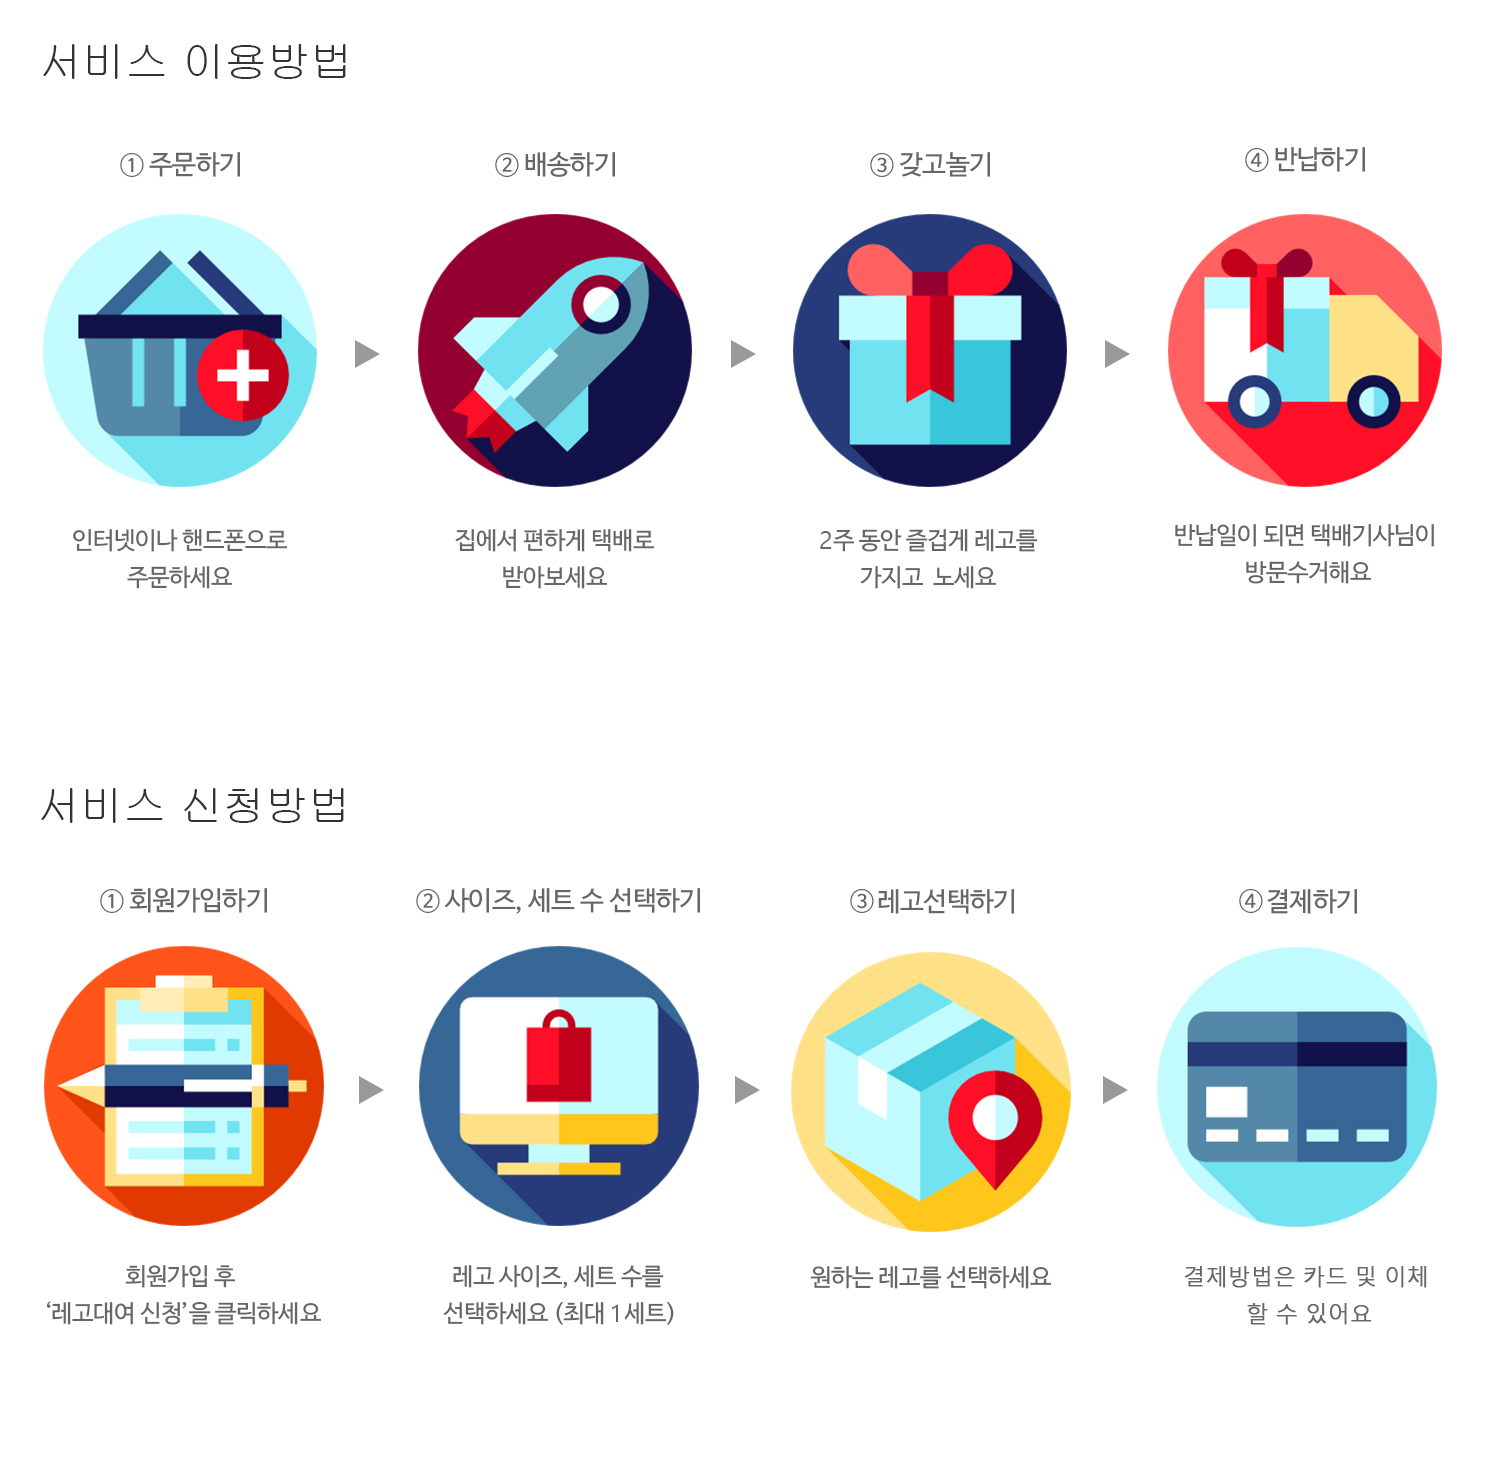 서비스 이용방법
① 주문하기
② 배송하기
③ 갖고놀기
④ 반납하기
인터넷이나 핸드폰으로
주문하세요
집에서 편하게 택배로
받아보세요
2주 동안 즐겁게 레고를
가지고 노세요
반납일이 되면 택배기사님이
방문수거해요
서비스 신청방법
① 회원가입하기
② 사이즈, 세트 수 선택하기
③ 레고선택하기
④ 결제하기
회원가입 후
‘레고대여 신청’을 클릭하세요
레고 사이즈, 세트 수를
선택하세요 (최대 1세트)
원하는 레고를 선택하세요
결제방법은 카드 및 이체
할 수 있어요